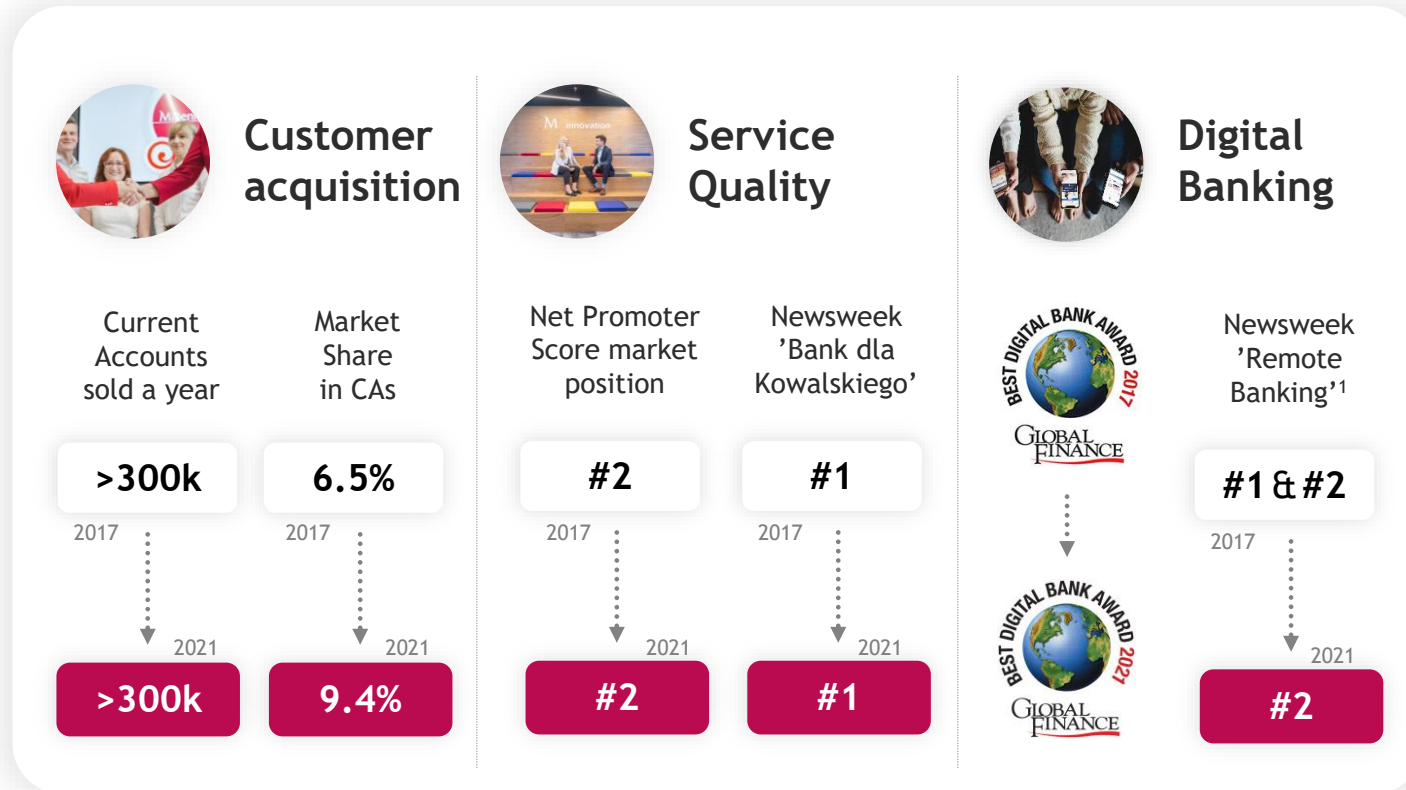 Customer
acquisition
Current
Accounts
sold a year
>300k
2017
2021
>300k
Market
Share
in CAs
6.5%
2017
2021
9.4%
M innovation
Service
Quality
Net Promoter
Score market
position
#2
2017
2021
#2
Newsweek
’Bank dla
Kowalskiego’
#1
2017
2021
#1
Digital
Banking
BEST DIGITAL BANK AWARD 2017
GLOBAL
FINANCE
BEST DIGITAL BANK AWARD 2021
GLOBAL
FINANCE
Newsweek
’Remote
Banking’¹
#1 & #2
2017
2021
#2